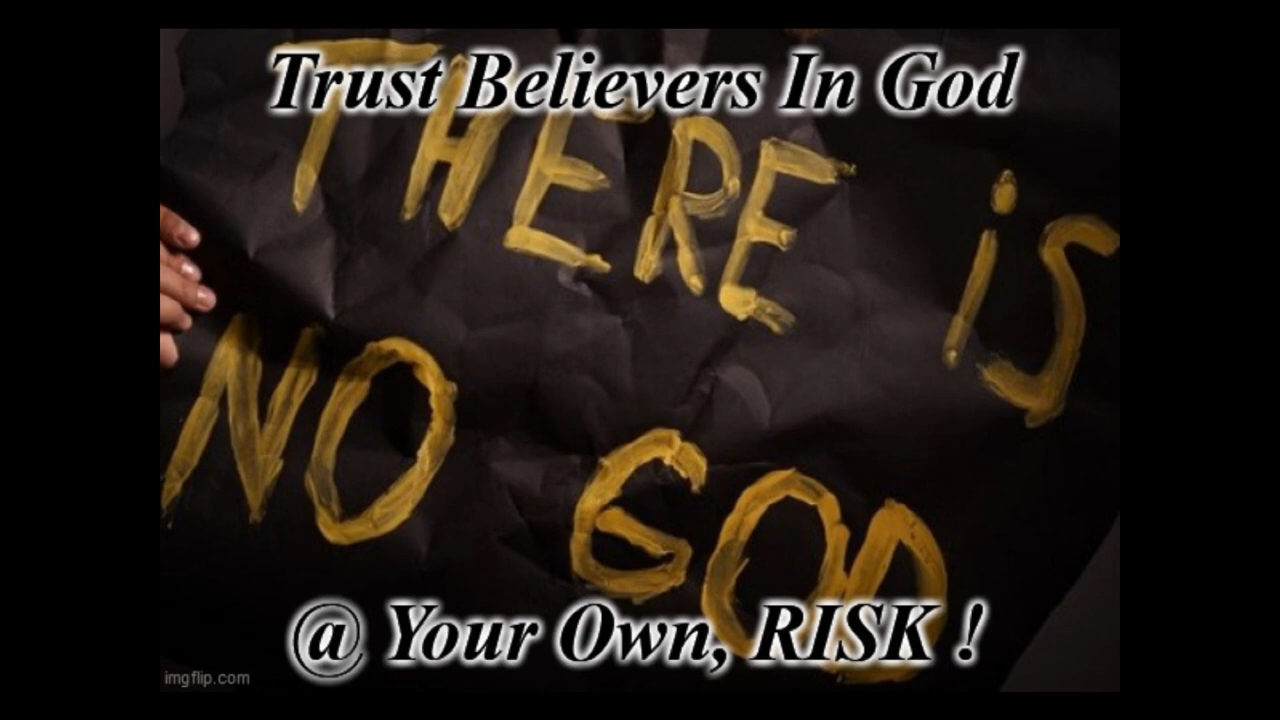 Trust Believers In God
THERE iS
NO GOD
@ Your Own, RISK !
imgflip.com